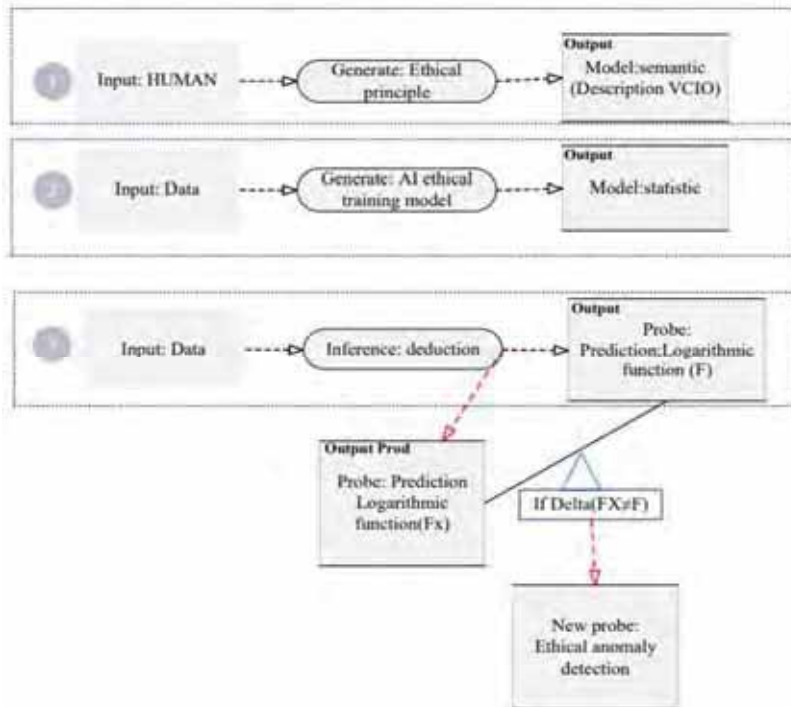 1
Input: HUMAN
Generate: Ethical
principle
Output
Model:semantic
(Description VCIO)
2
Input: Data
Generate: AI ethical
training model
Output
Model:statistic
Input: Data
Inference: deduction
Output
Probe:
Prediction:Logarithmic
function (F)
Output Prod
Probe: Prediction
Logarithmic
function(Fx)
If Delta(FX≠F)
New probe:
Ethical anomaly
detection